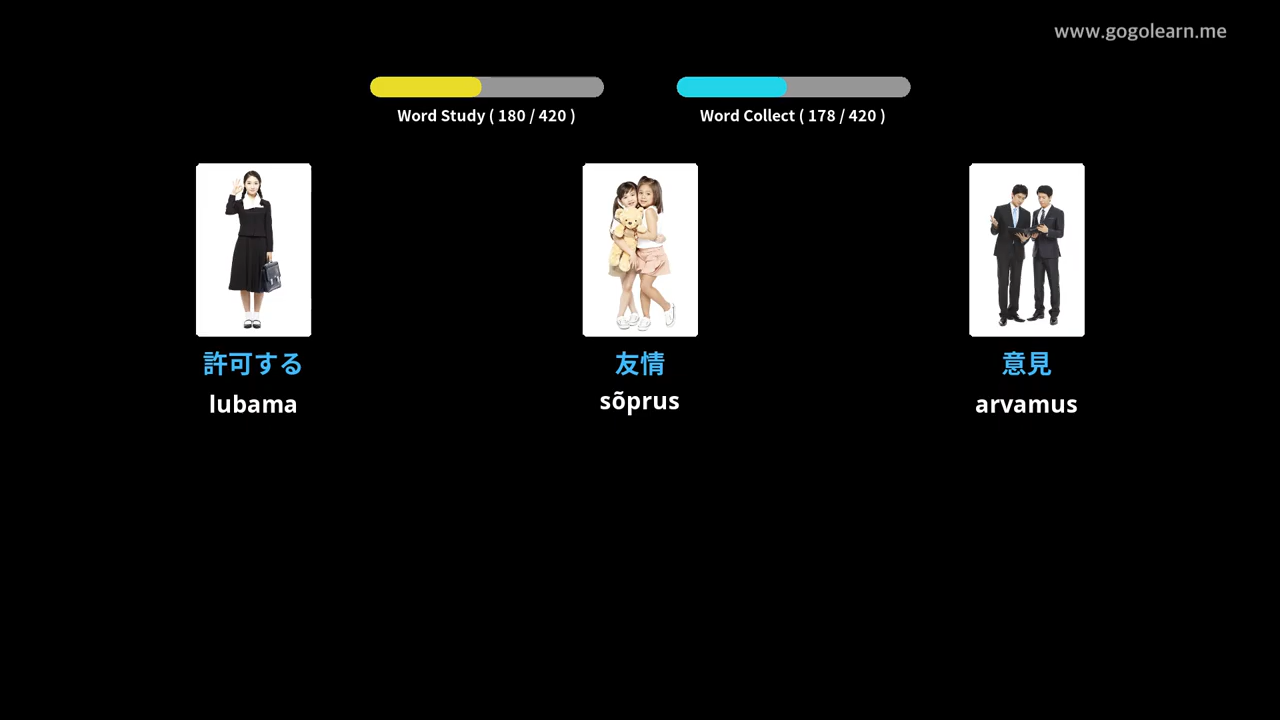 www.gogolearn.me
Word Study ( 180 / 420 )
Word Collect ( 178 / 420 )
許可する
友情
意見
lubama
sõprus
arvamus